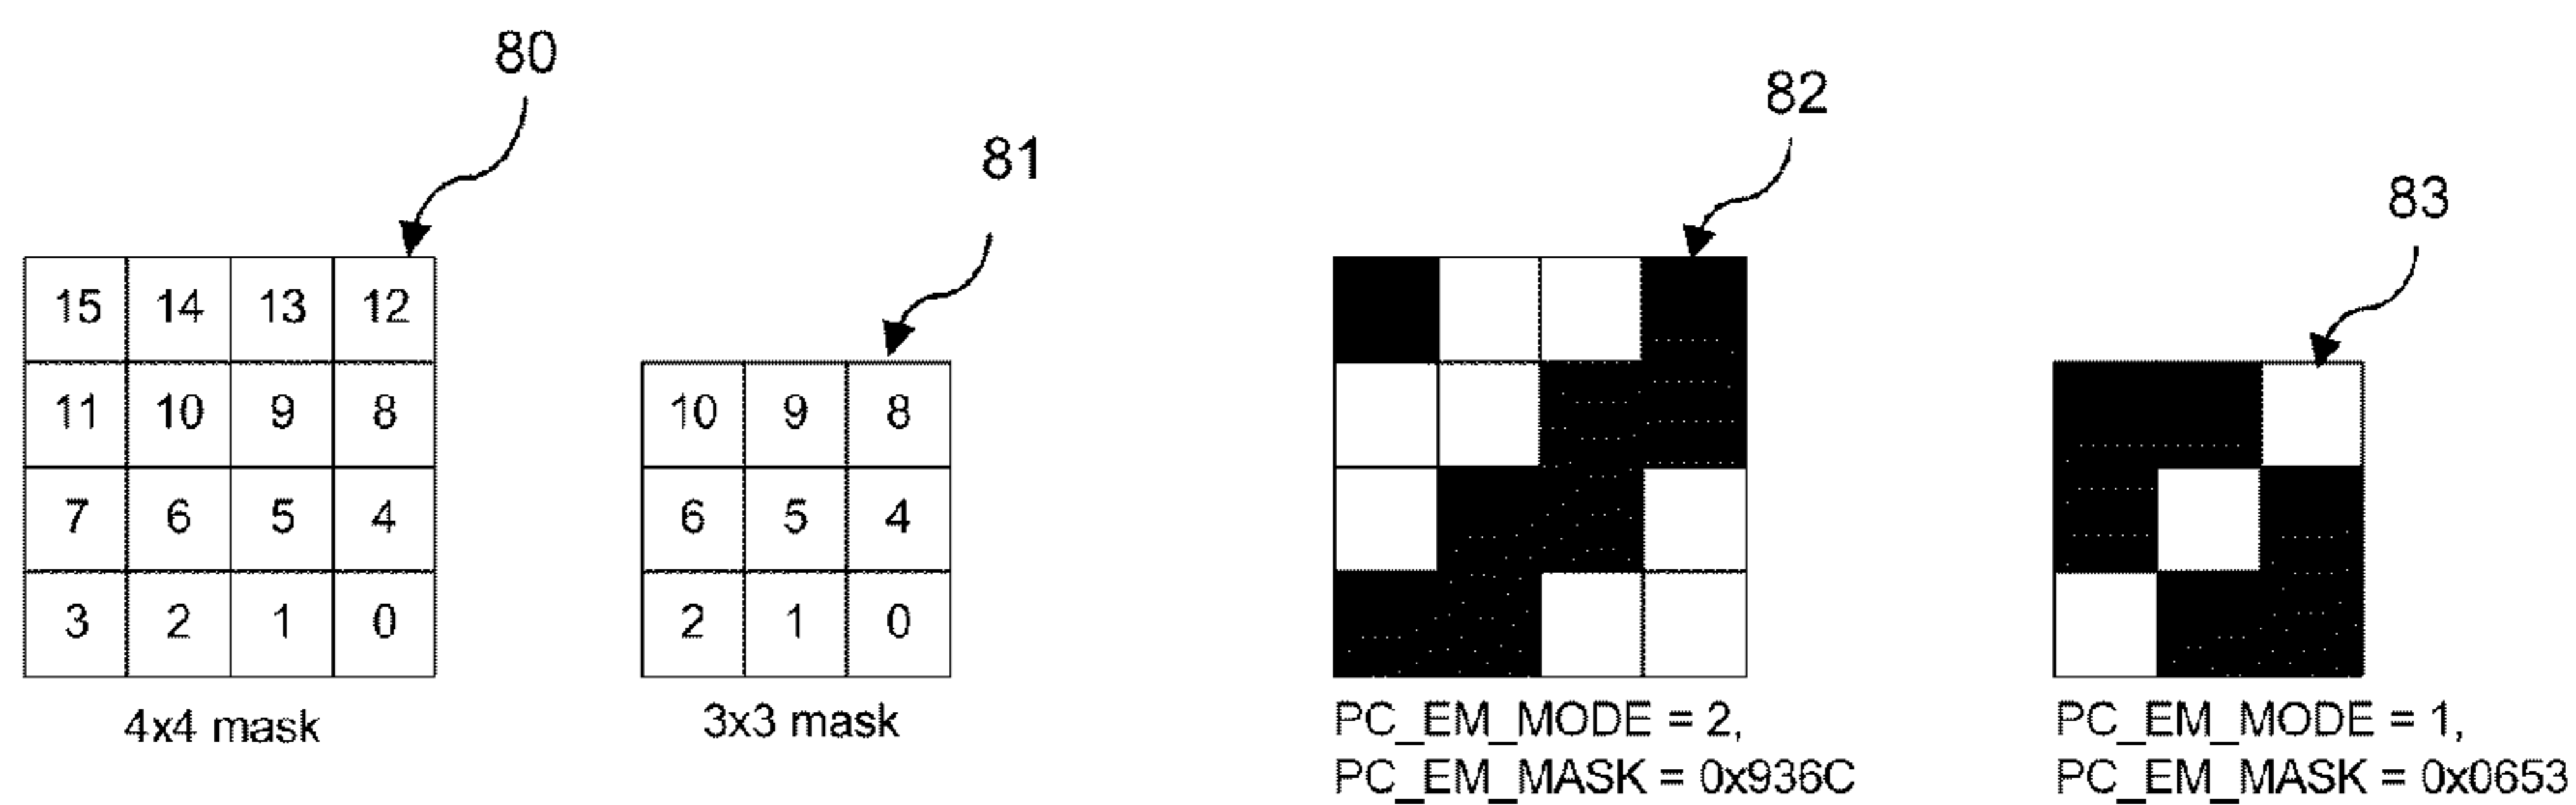 80
81
82
83
15 14 13 12
11 10 9 8
7 6 5 4
3 2 1 0
4x4 mask
10 9 8
6 5 4
2 1 0
3x3 mask
PC_EM_MODE = 2,
PC_EM_MASK = 0x936C
PC_EM_MODE = 1,
PC_EM_MASK = 0x0653